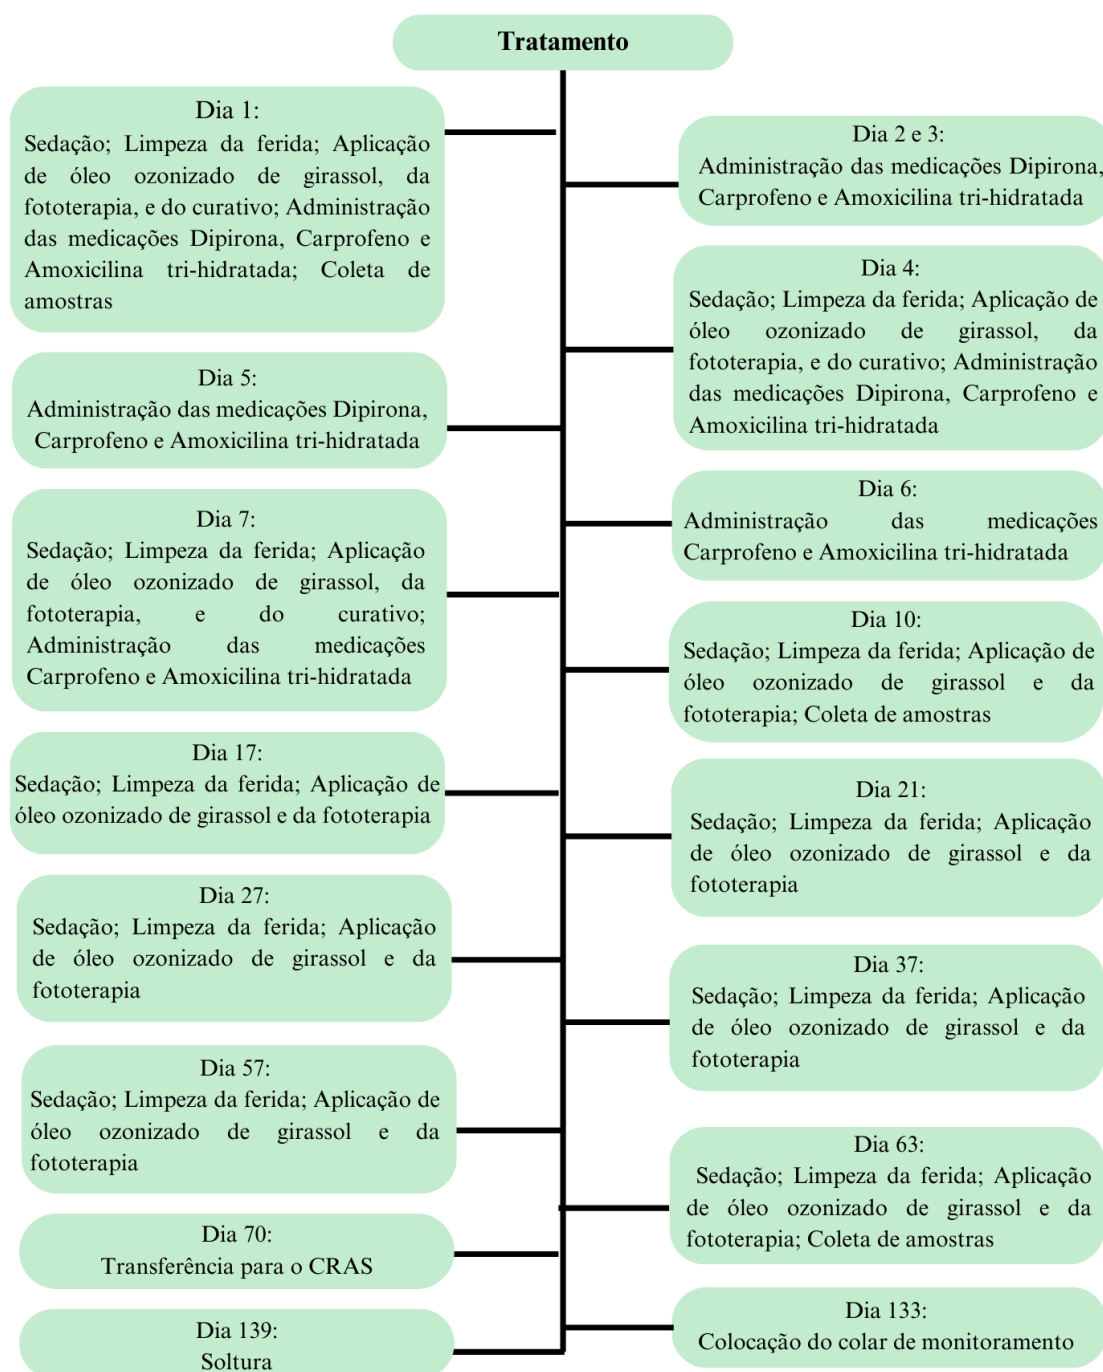 Tratamento
Dia 1:
Sedação; Limpeza da ferida; Aplicação
de óleo ozonizado de girassol, da
fototerapia, e do curativo; Administração
das medicações Dipirona, Carprofeno e
Amoxicilina tri-hidratada; Coleta de
amostras
Dia 2 e 3:
Administração das medicações Dipirona,
Carprofeno e Amoxicilina tri-hidratada
Dia 4:
Sedação; Limpeza da ferida; Aplicação de
óleo ozonizado de girassol, da
fototerapia, e do curativo; Administração
das medicações Dipirona, Carprofeno e
Amoxicilina tri-hidratada
Dia 5:
Administração das medicações Dipirona,
Carprofeno e Amoxicilina tri-hidratada
Dia 6:
Administração das medicações
Carprofeno e Amoxicilina tri-hidratada
Dia 7:
Sedação; Limpeza da ferida; Aplicação
de óleo ozonizado de girassol, da
fototerapia, e do curativo;
Administração das medicações
Carprofeno e Amoxicilina tri-hidratada
Dia 10:
Sedação; Limpeza da ferida; Aplicação de
óleo ozonizado de girassol e da
fototerapia; Coleta de amostras
Dia 17:
Sedação; Limpeza da ferida; Aplicação de
óleo ozonizado de girassol e da fototerapia
Dia 21:
Sedação; Limpeza da ferida; Aplicação
de óleo ozonizado de girassol e da
fototerapia
Dia 27:
Sedação; Limpeza da ferida; Aplicação
de óleo ozonizado de girassol e da
fototerapia
Dia 37:
Sedação; Limpeza da ferida; Aplicação
de óleo ozonizado de girassol e da
fototerapia
Dia 57:
Sedação; Limpeza da ferida; Aplicação de
óleo ozonizado de girassol e da
fototerapia
Dia 63:
Sedação; Limpeza da ferida; Aplicação
de óleo ozonizado de girassol e da
fototerapia; Coleta de amostras
Dia 70:
Transferência para o CRAS
Dia 133:
Colocação do colar de monitoramento
Dia 139:
Soltura